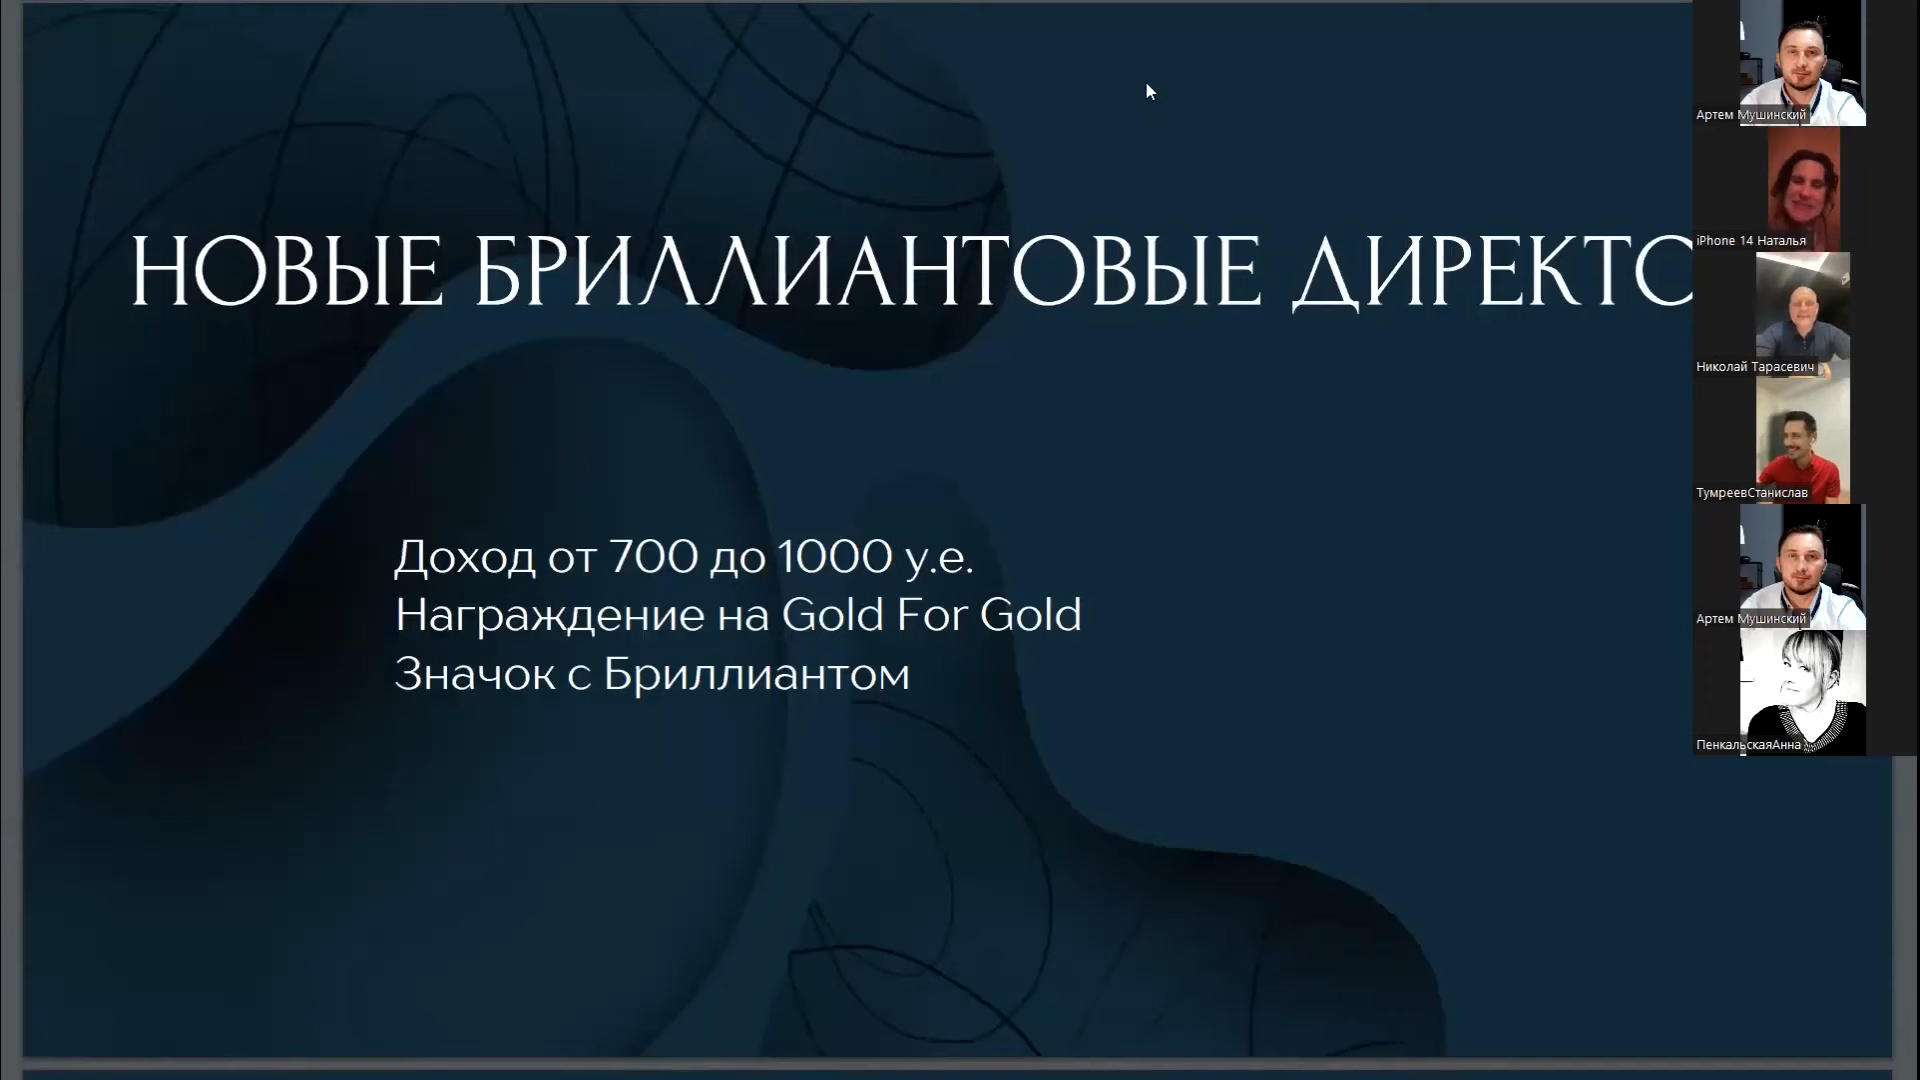 НОВЫЕ БРИЛЛИАНТОВЫЕ ДИРЕКТО
Доход от 700 до 1000 у.е.
Награждение на Gold For Gold
Значок с Бриллиантом
Артем Мушинский
iPhone 14 Наталья
Николай Тарасевич
ТумреевСтанислав
Артем Мушинский
ПенкальскаяАнна